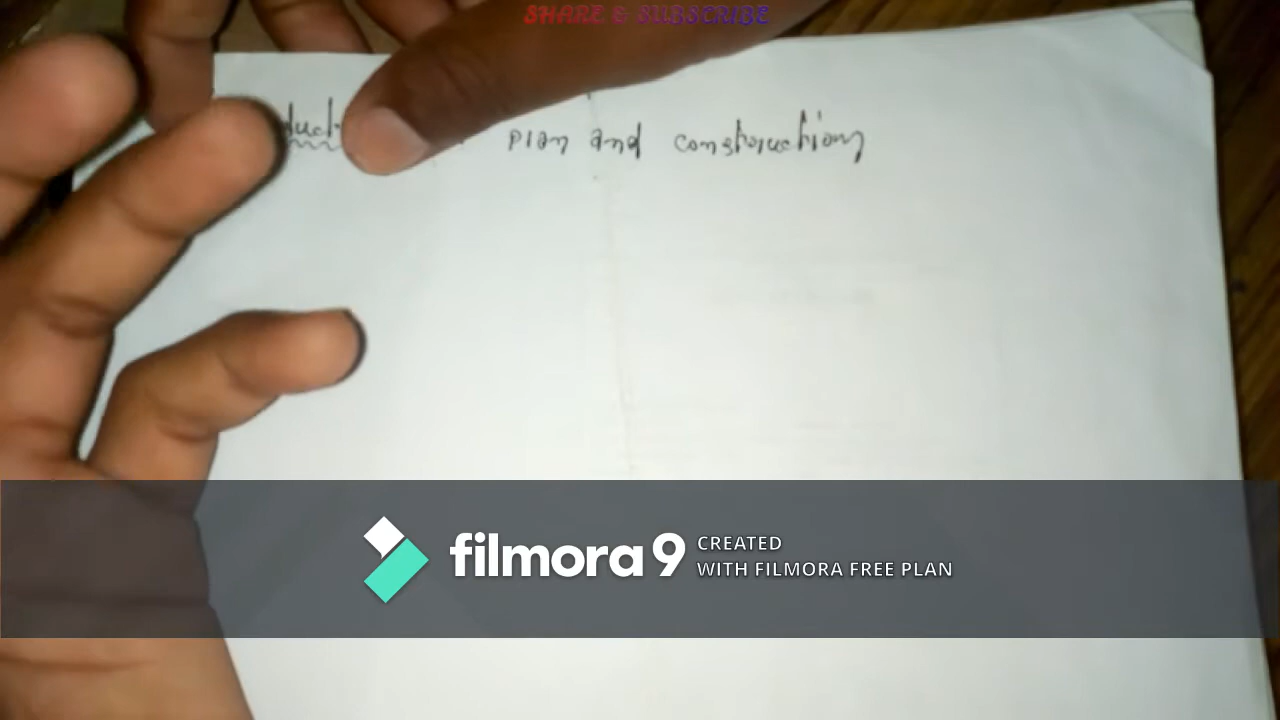 SHARE & SUBSCRIBE
plan and construction
filmora 9 CREATED
WITH FILMORA FREE PLAN